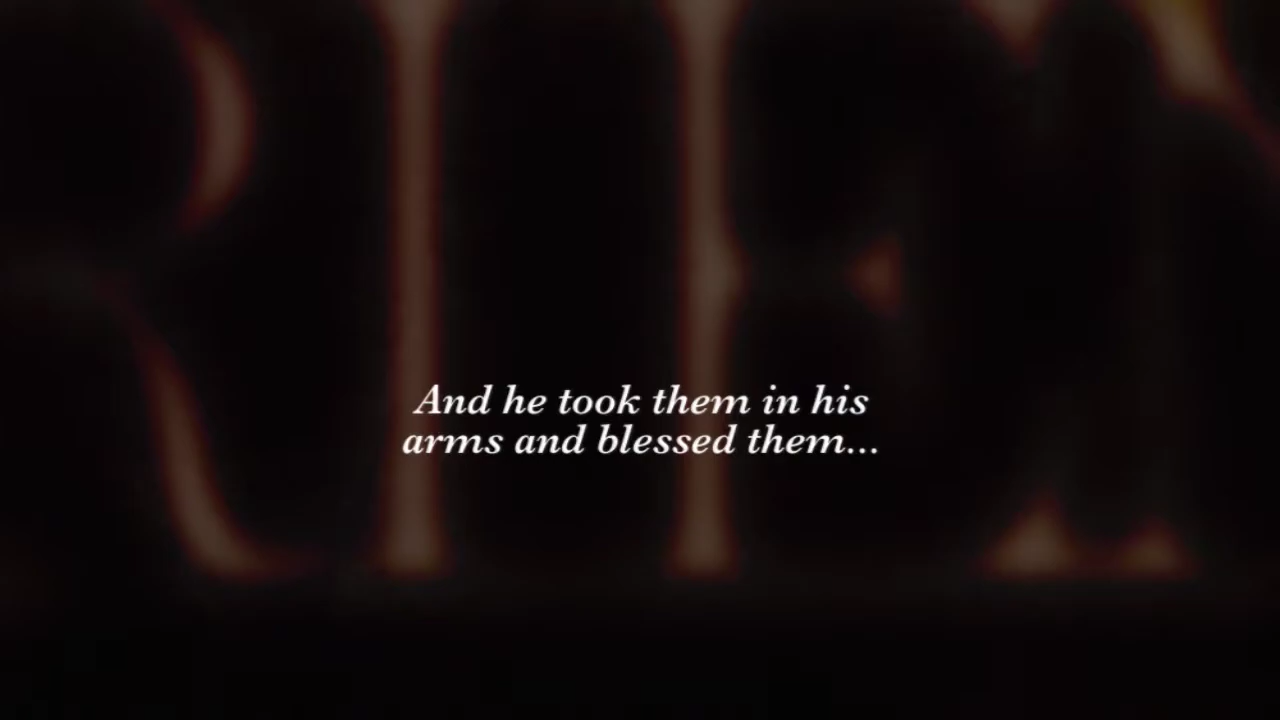 And he took them in his
arms and blessed them...